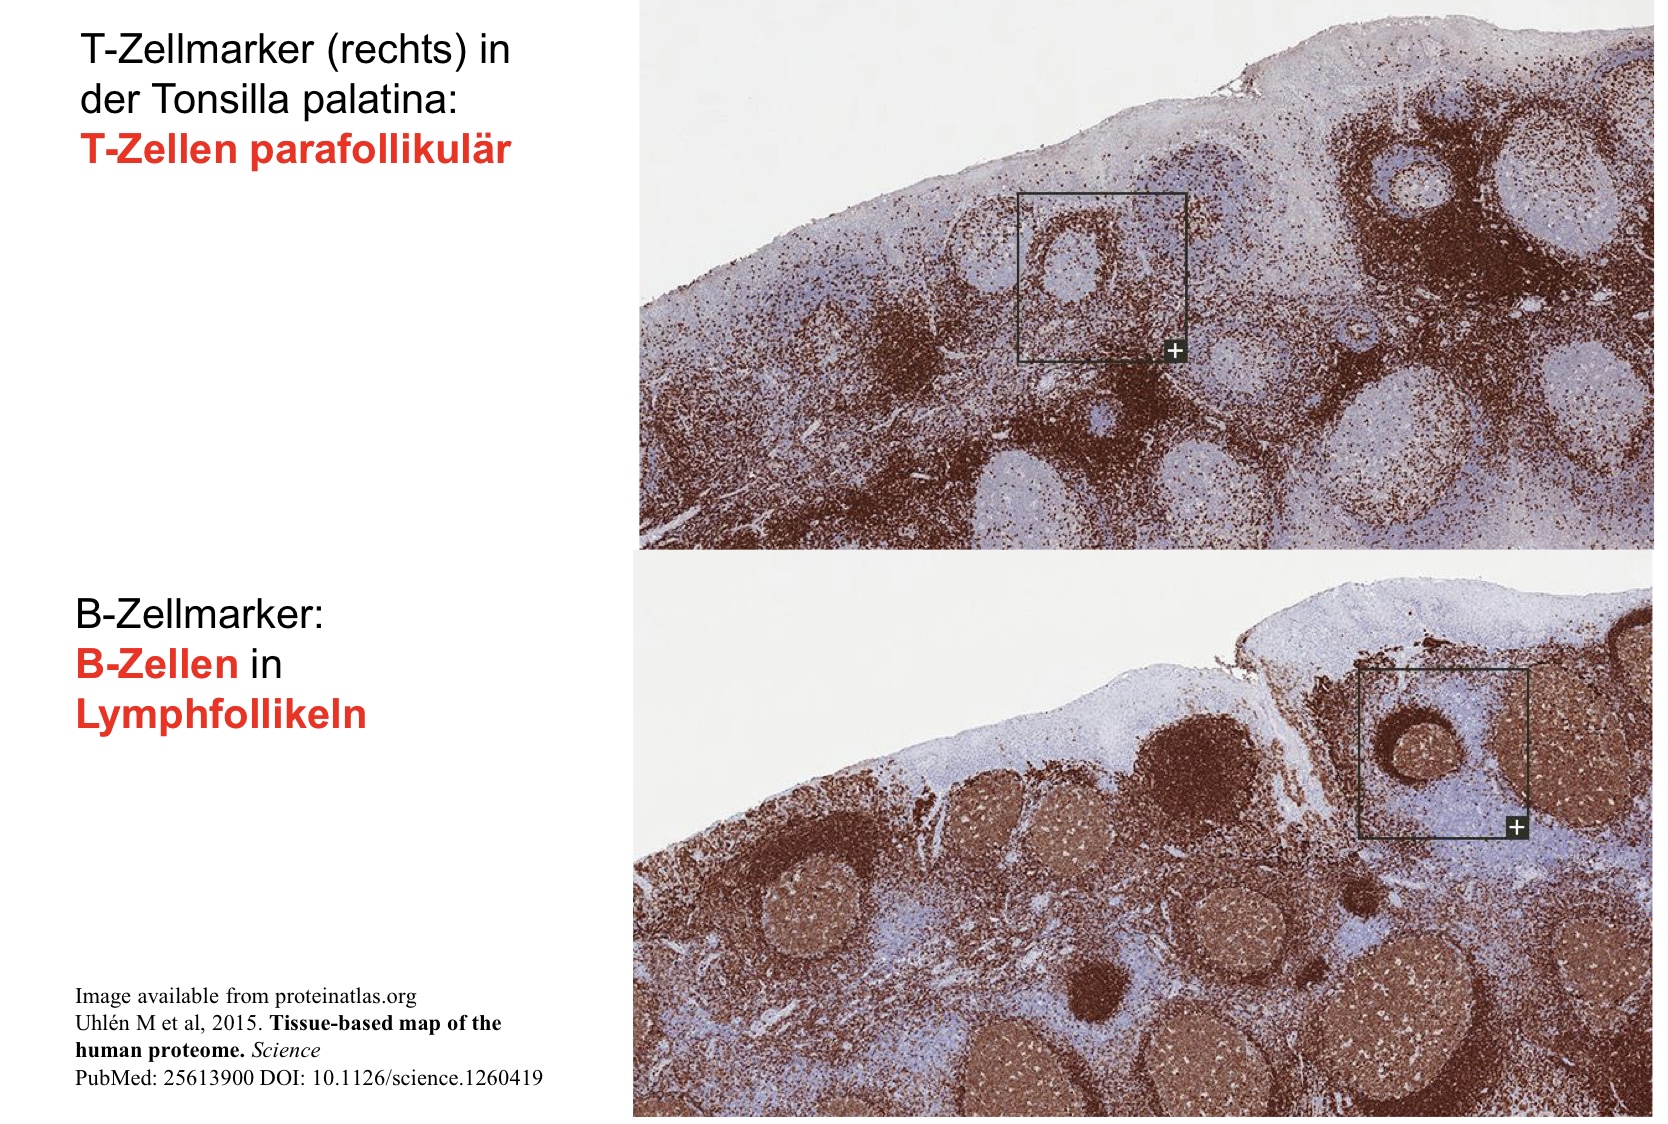 T-Zellmarker (rechts) in
der Tonsilla palatina:
T-Zellen parafollikulär
B-Zellmarker:
B-Zellen in
Lymphfollikeln
Image available from proteinatlas.org
Uhlén M et al, 2015. Tissue-based map of the
human proteome. Science
PubMed: 25613900 DOI: 10.1126/science.1260419